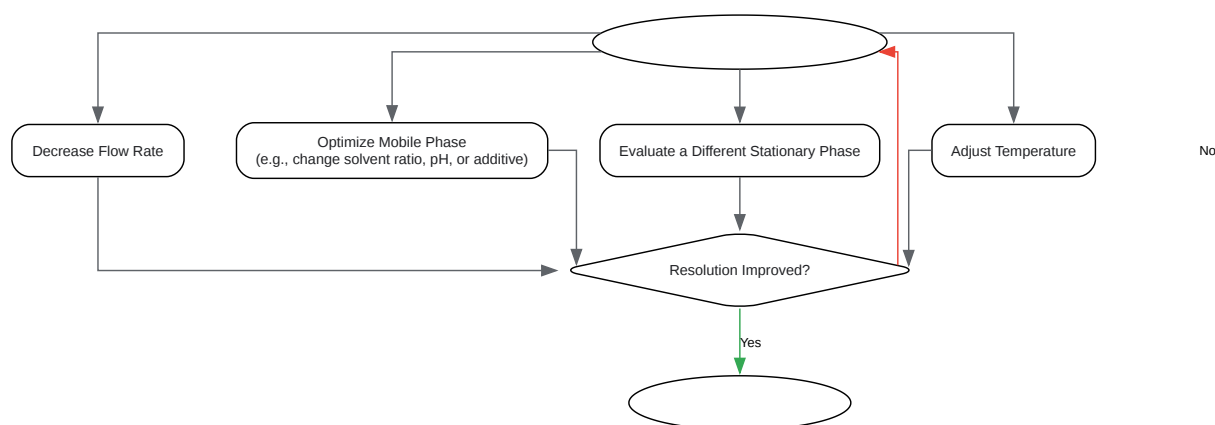 Decrease Flow Rate
Optimize Mobile Phase
(e.g., change solvent ratio, pH, or additive)
Evaluate a Different Stationary Phase
Adjust Temperature
No
Resolution Improved?
Yes